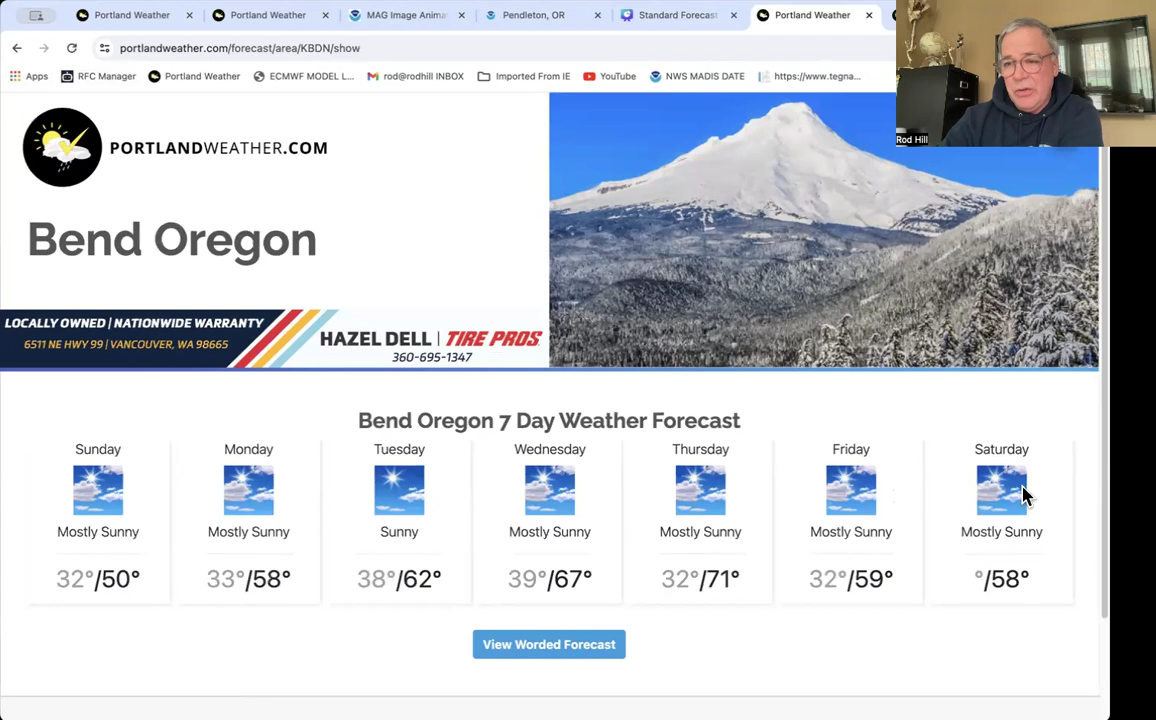 Portland Weather
Portland Weather
MAG Image Anima
Pendleton, OR
Standard Forecast
Portland Weather
portlandweather.com/forecast/area/KBDN/show
Apps
RFC Manager
Portland Weather
ECMWF MODEL L...
rod@rodhill INBOX
Imported From IE
YouTube
NWS MADIS DATE
https://www.tegna...
Rod Hill
PORTLANDWEATHER.COM
Bend Oregon
LOCALLY OWNED | NATIONWIDE WARRANTY
6511 NE HWY 99 | VANCOUVER, WA 98665
HAZEL DELL | TIRE PROS
360-695-1347
Bend Oregon 7 Day Weather Forecast
Sunday Monday Tuesday Wednesday Thursday Friday Saturday
Mostly Sunny Mostly Sunny Sunny Mostly Sunny Mostly Sunny Mostly Sunny Mostly Sunny
32°/50° 33°/58° 38°/62° 39°/67° 32°/71° 32°/59° °/58°
View Worded Forecast